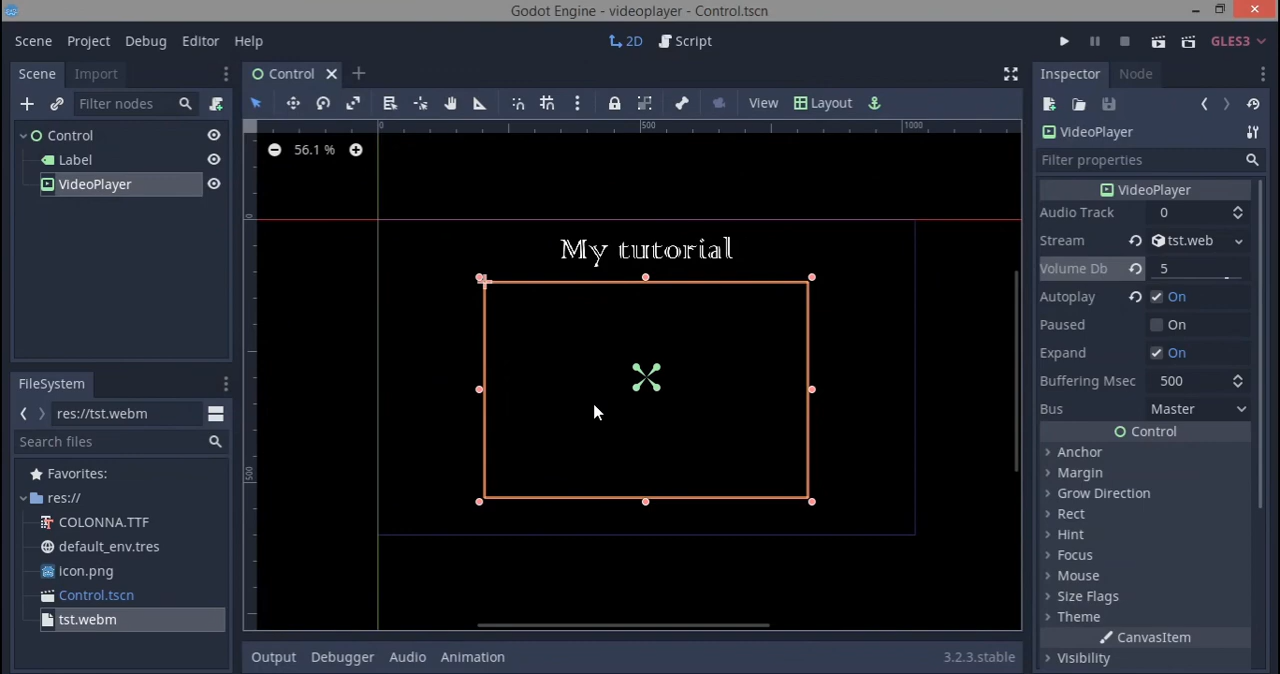 Godot Engine - videoplayer - Control.tscn
Scene Project Debug Editor Help
2D Script
GLES3
Scene Import
Filter nodes
Control
Label
VideoPlayer
FileSystem
res://tst.webm
Search files
Favorites:
res://
COLONNA.TTF
default_env.tres
icon.png
Control.tscn
tst.webm
Control
View Layout
0 500 1000
56.1 %
0
500
My tutorial
Output Debugger Audio Animation 3.2.3.stable
Inspector Node
VideoPlayer
Filter properties
VideoPlayer
Audio Track 0
Stream tst.web
Volume Db 5
Autoplay On
Paused On
Expand On
Buffering Msec 500
Bus Master
Control
Anchor
Margin
Grow Direction
Rect
Hint
Focus
Mouse
Size Flags
Theme
CanvasItem
Visibility